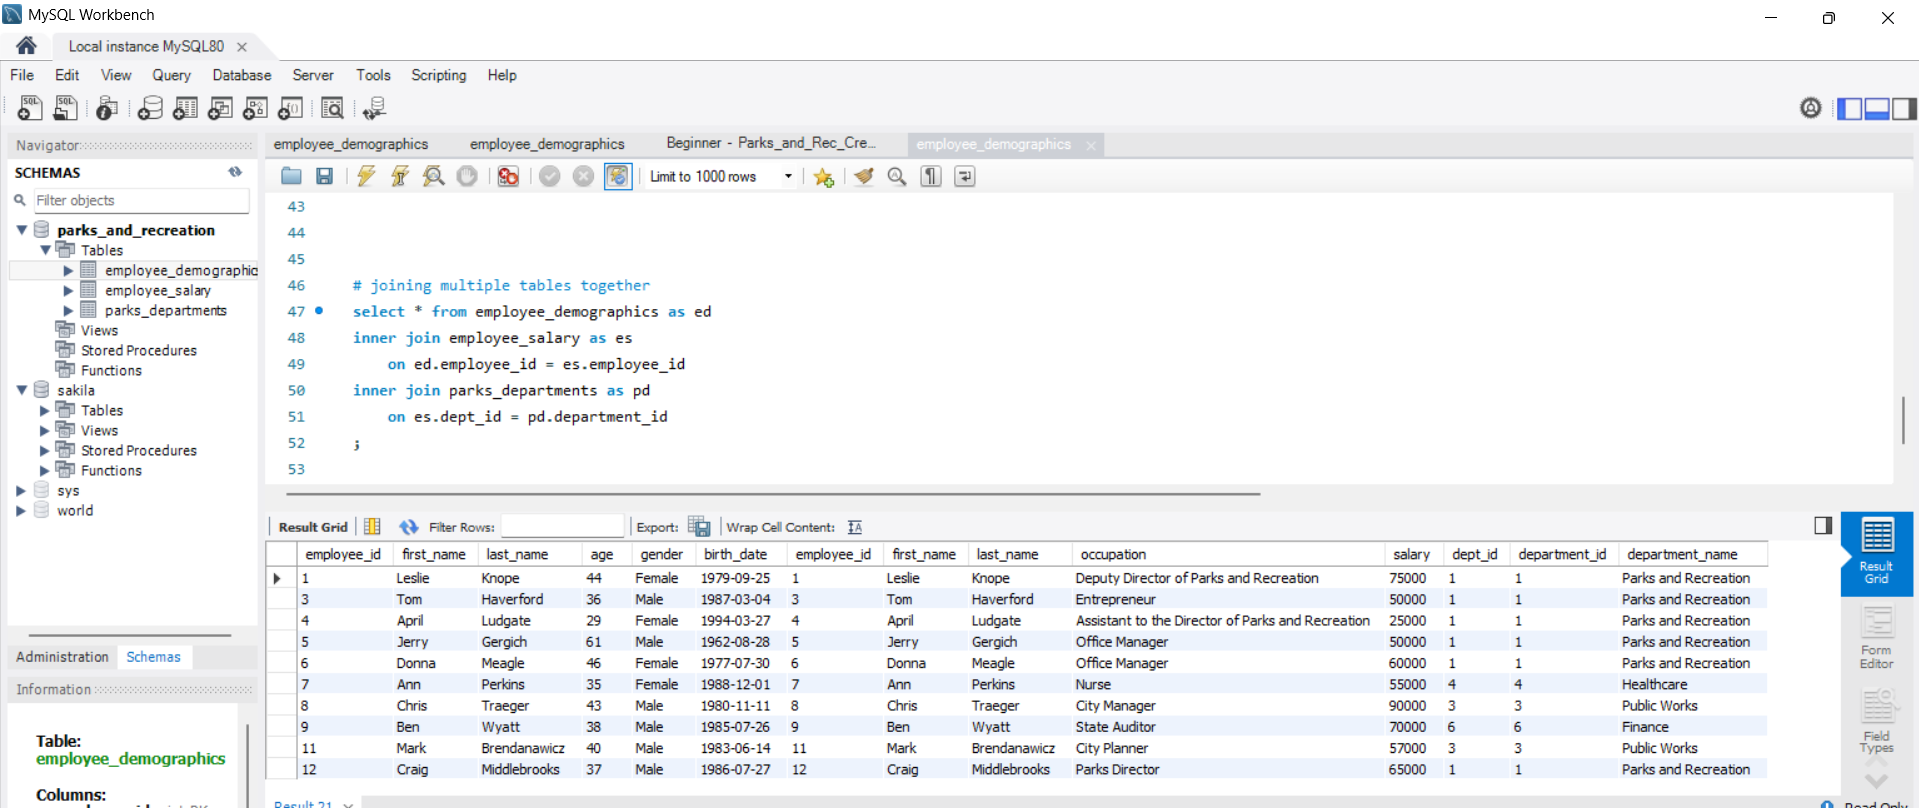 MySQL Workbench
Local instance MySQL80
File Edit View Query Database Server Tools Scripting Help
Navigator
SCHEMAS
Filter objects
parks_and_recreation
Tables
employee_demographic
employee_salary
parks_departments
Views
Stored Procedures
Functions
sakila
Tables
Views
Stored Procedures
Functions
sys
world
Administration Schemas
Information
Table:
employee_demographics
Columns:
employee_demographics employee_demographics Beginner - Parks_and_Rec_Cre... employee_demographics
Limit to 1000 rows
43
44
45
46 # joining multiple tables together
47 select * from employee_demographics as ed
48 inner join employee_salary as es
49 on ed.employee_id = es.employee_id
50 inner join parks_departments as pd
51 on es.dept_id = pd.department_id
52 ;
53
Result Grid Filter Rows: Export: Wrap Cell Content:
employee_id first_name last_name age gender birth_date employee_id first_name last_name occupation salary dept_id department_id department_name
1 Leslie Knope 44 Female 1979-09-25 1 Leslie Knope Deputy Director of Parks and Recreation 75000 1 1 Parks and Recreation
3 Tom Haverford 36 Male 1987-03-04 3 Tom Haverford Entrepreneur 50000 1 1 Parks and Recreation
4 April Ludgate 29 Female 1994-03-27 4 April Ludgate Assistant to the Director of Parks and Recreation 25000 1 1 Parks and Recreation
5 Jerry Gergich 61 Male 1962-08-28 5 Jerry Gergich Office Manager 50000 1 1 Parks and Recreation
6 Donna Meagle 46 Female 1977-07-30 6 Donna Meagle Office Manager 60000 1 1 Parks and Recreation
7 Ann Perkins 35 Female 1988-12-01 7 Ann Perkins Nurse 55000 4 4 Healthcare
8 Chris Traeger 43 Male 1980-11-11 8 Chris Traeger City Manager 90000 3 3 Public Works
9 Ben Wyatt 38 Male 1985-07-26 9 Ben Wyatt State Auditor 70000 6 6 Finance
11 Mark Brendanawicz 40 Male 1983-06-14 11 Mark Brendanawicz City Planner 57000 3 3 Public Works
12 Craig Middlebrooks 37 Male 1986-07-27 12 Craig Middlebrooks Parks Director 65000 1 1 Parks and Recreation
Result 21
Result
Grid
Form
Editor
Field
Types
Read Only